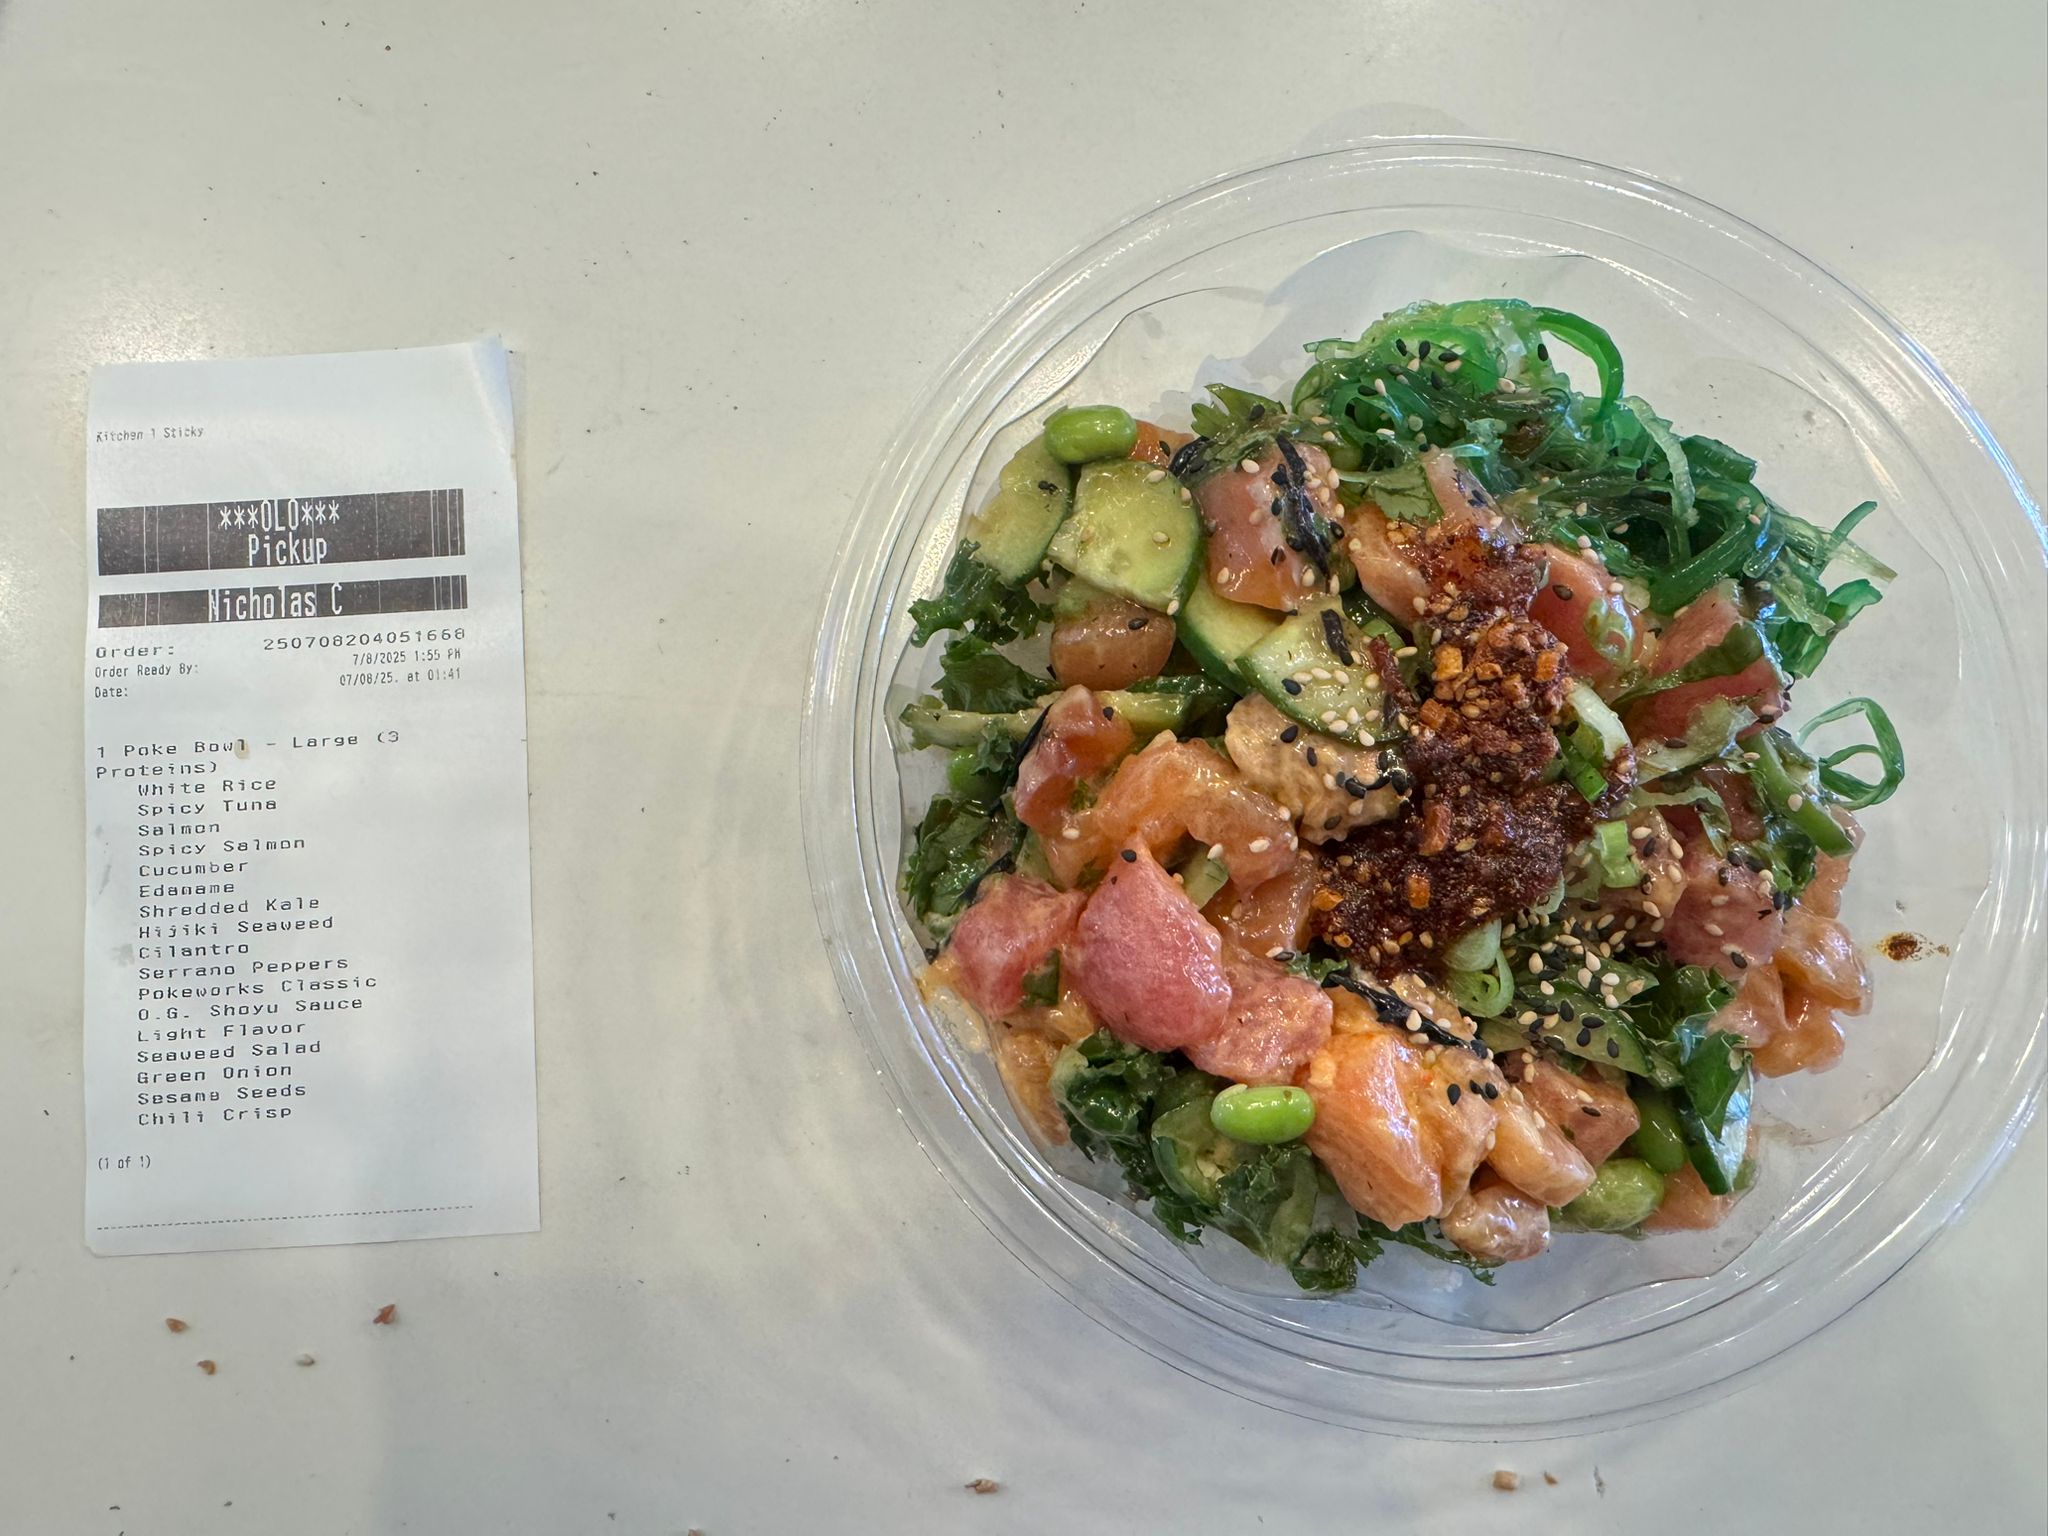 Kitchen 1 Sticky
***OLO***
Pickup
Nicholas C
Order: 250708204051668
Order Ready By: 7/8/2025 1:55 PM
Date: 07/08/25. at 01:41
1 Poke Bowl - Large (3
Proteins)
White Rice
Spicy Tuna
Salmon
Spicy Salmon
Cucumber
Edamame
Shredded Kale
Hijiki Seaweed
Cilantro
Serrano Peppers
Pokeworks Classic
O.G. Shoyu Sauce
Light Flavor
Seaweed Salad
Green Onion
Sesame Seeds
Chili Crisp
(1 of 1)